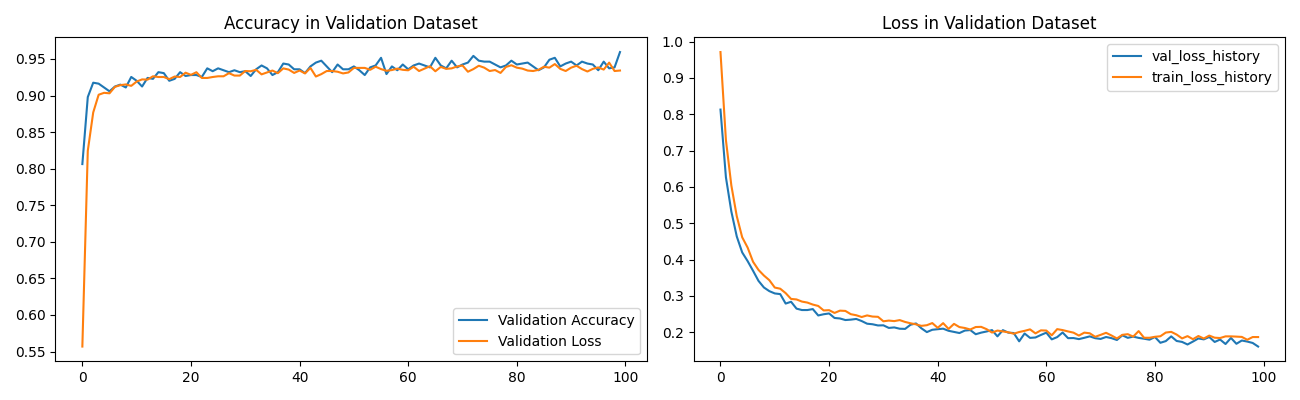 Accuracy in Validation Dataset
0.95
0.90
0.85
0.80
0.75
0.70
0.65
0.60
0.55
0 20 40 60 80 100
Validation Accuracy
Validation Loss
Loss in Validation Dataset
1.0
0.9
0.8
0.7
0.6
0.5
0.4
0.3
0.2
0 20 40 60 80 100
val_loss_history
train_loss_history